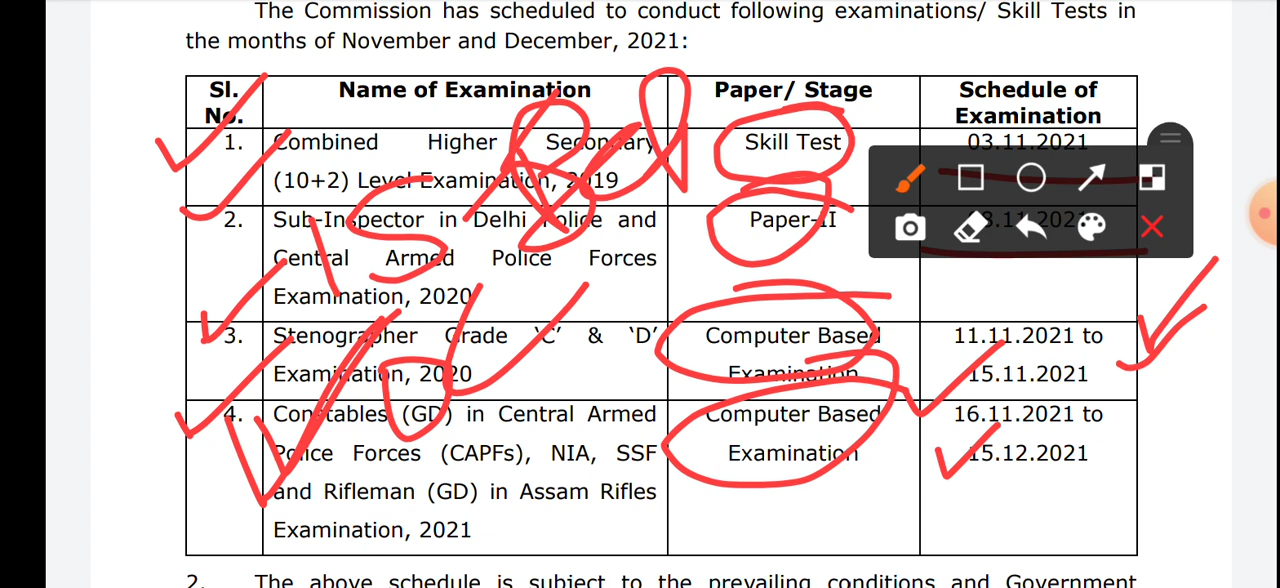 The Commission has scheduled to conduct following examinations/ Skill Tests in
the months of November and December, 2021:
Sl. No. Name of Examination Paper/ Stage Schedule of Examination
1. Combined Higher Secondary Skill Test 03.11.2021
(10+2) Level Examination, 2019
2. Sub-Inspector in Delhi Police and Paper-II
Central Armed Police Forces
Examination, 2020
3. Stenographer Grade ‘C’ & ‘D’ Computer Based 11.11.2021 to
Examination, 2020 Examination 15.11.2021
4. Constables (GD) in Central Armed Computer Based 16.11.2021 to
Police Forces (CAPFs), NIA, SSF Examination 15.12.2021
and Rifleman (GD) in Assam Rifles
Examination, 2021
2. The above schedule is subject to the prevailing conditions and Government